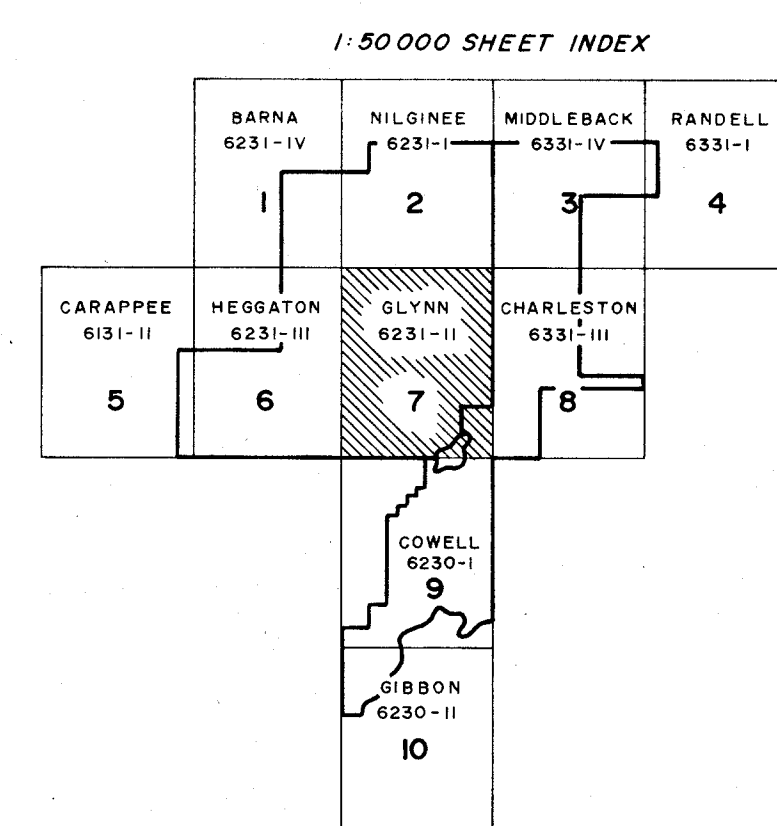 1:50 000 SHEET INDEX
BARNA
6231-IV
1
NILGINEE
6231-I
2
MIDDLEBACK
6331-IV
3
RANDELL
6331-I
4
CARAPPEE
6131-II
5
HEGGATON
6231-III
6
GLYNN
6231-II
7
CHARLESTON
6331-III
8
COWELL
6230-I
9
GIBBON
6230-II
10